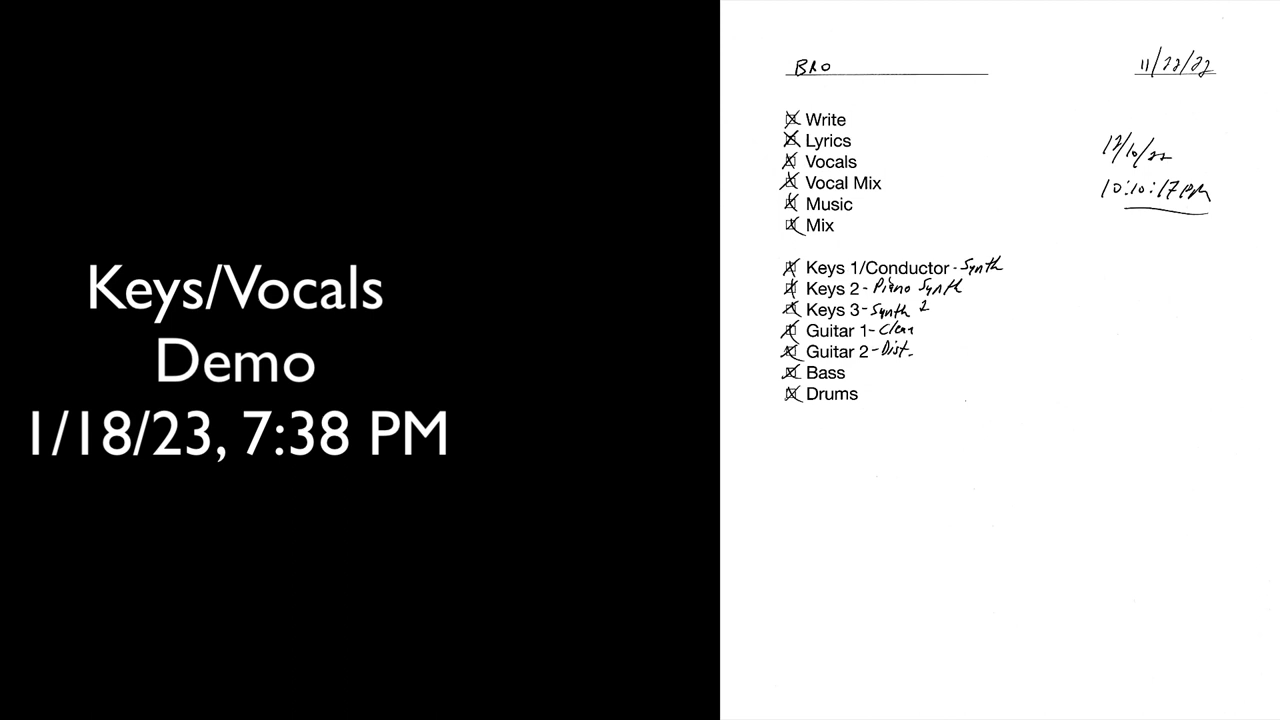 Keys/Vocals
Demo
1/18/23, 7:38 PM
BRO
11/22/22
Write
Lyrics
Vocals
Vocal Mix
Music
Mix
12/10/22
10:10:17 PM
Keys 1/Conductor - Synth
Keys 2 - Piano Synth
Keys 3 - Synth 2
Guitar 1 - Clean
Guitar 2 - Dist.
Bass
Drums